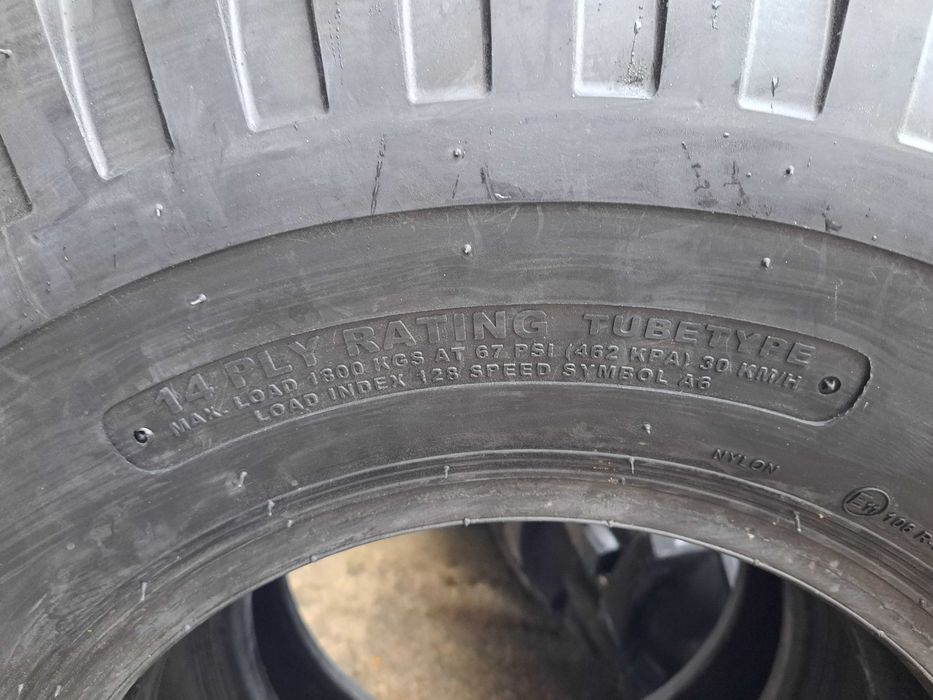 14 PLY RATING TUBETYPE
MAX. LOAD 1800 KGS AT 67 PSI (462 KPA) 30 KM/H
LOAD INDEX 128 SPEED SYMBOL A6
NYLON
106 R